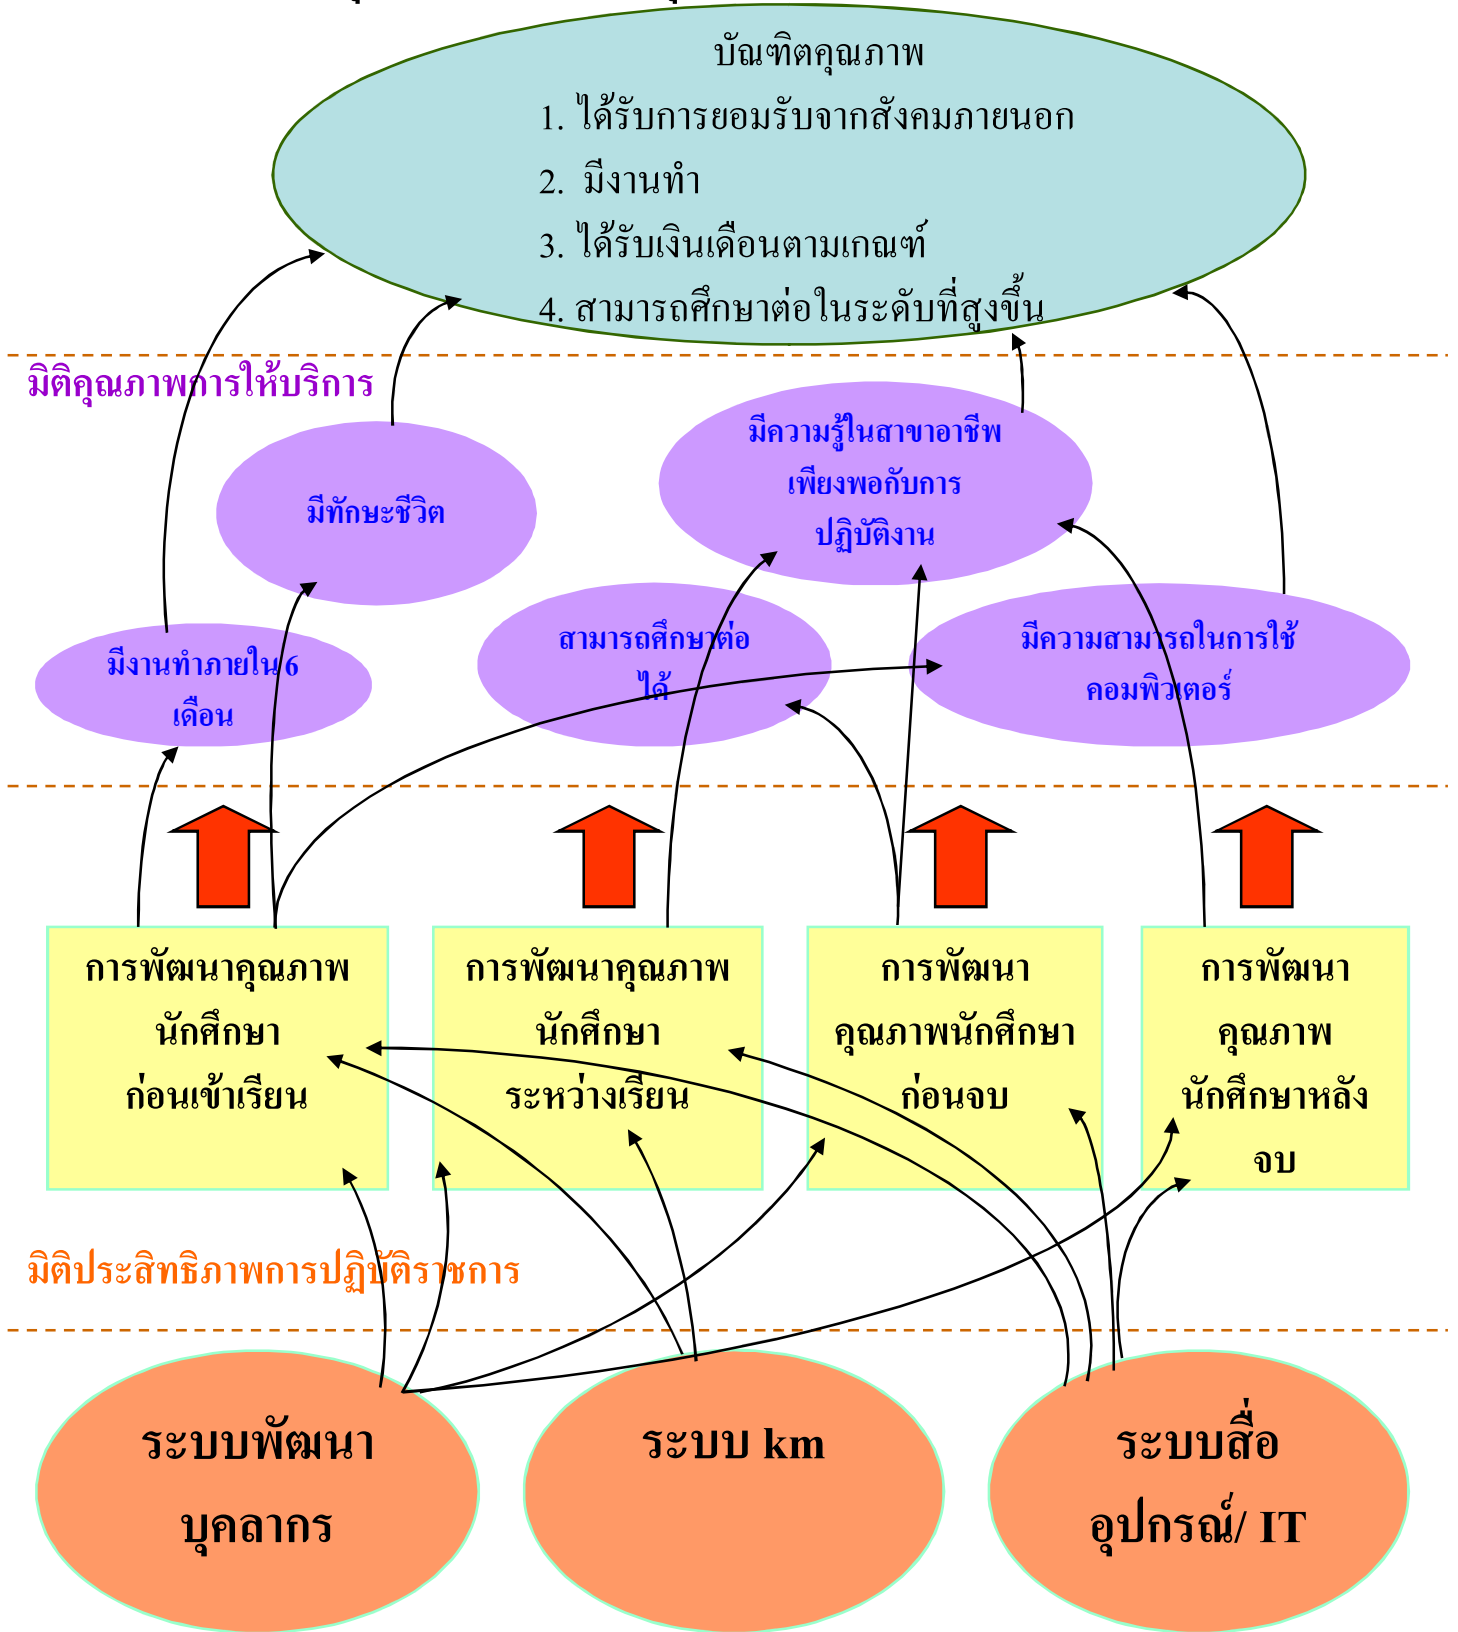 บัณฑิตคุณภาพ
1. ได้รับการยอมรับจากสังคมภายนอก
2. มีงานทำ
3. ได้รับเงินเดือนตามเกณฑ์
4. สามารถศึกษาต่อในระดับที่สูงขึ้น
มิติคุณภาพการให้บริการ
มีความรู้ในสาขาอาชีพ
เพียงพอกับการ
ปฏิบัติงาน
มีทักษะชีวิต
มีงานทำภายใน 6
เดือน
สามารถศึกษาต่อ
ได้
มีความสามารถในการใช้
คอมพิวเตอร์
การพัฒนาคุณภาพ
นักศึกษา
ก่อนเข้าเรียน
การพัฒนาคุณภาพ
นักศึกษา
ระหว่างเรียน
การพัฒนา
คุณภาพนักศึกษา
ก่อนจบ
การพัฒนา
คุณภาพ
นักศึกษาหลัง
จบ
มิติประสิทธิภาพการปฏิบัติราชการ
ระบบพัฒนา
บุคลากร
ระบบ km
ระบบสื่อ
อุปกรณ์/ IT